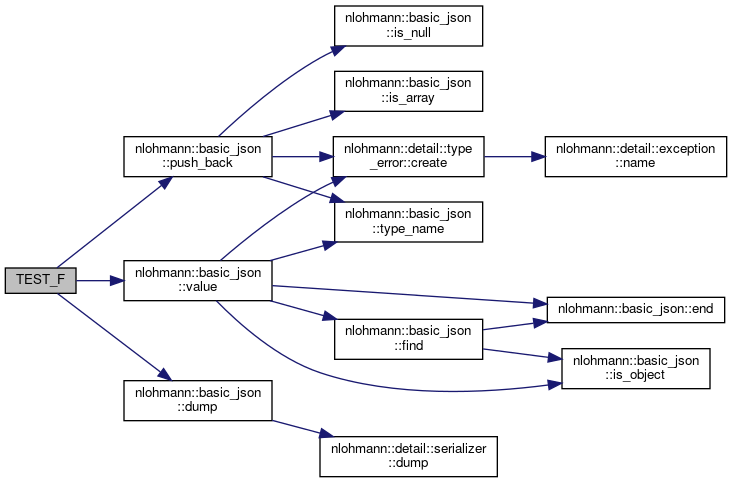 TEST_F
nlohmann::basic_json
::push_back
nlohmann::basic_json
::is_null
nlohmann::basic_json
::is_array
nlohmann::detail::type
_error::create
nlohmann::detail::exception
::name
nlohmann::basic_json
::type_name
nlohmann::basic_json
::value
nlohmann::basic_json::end
nlohmann::basic_json
::find
nlohmann::basic_json
::is_object
nlohmann::basic_json
::dump
nlohmann::detail::serializer
::dump